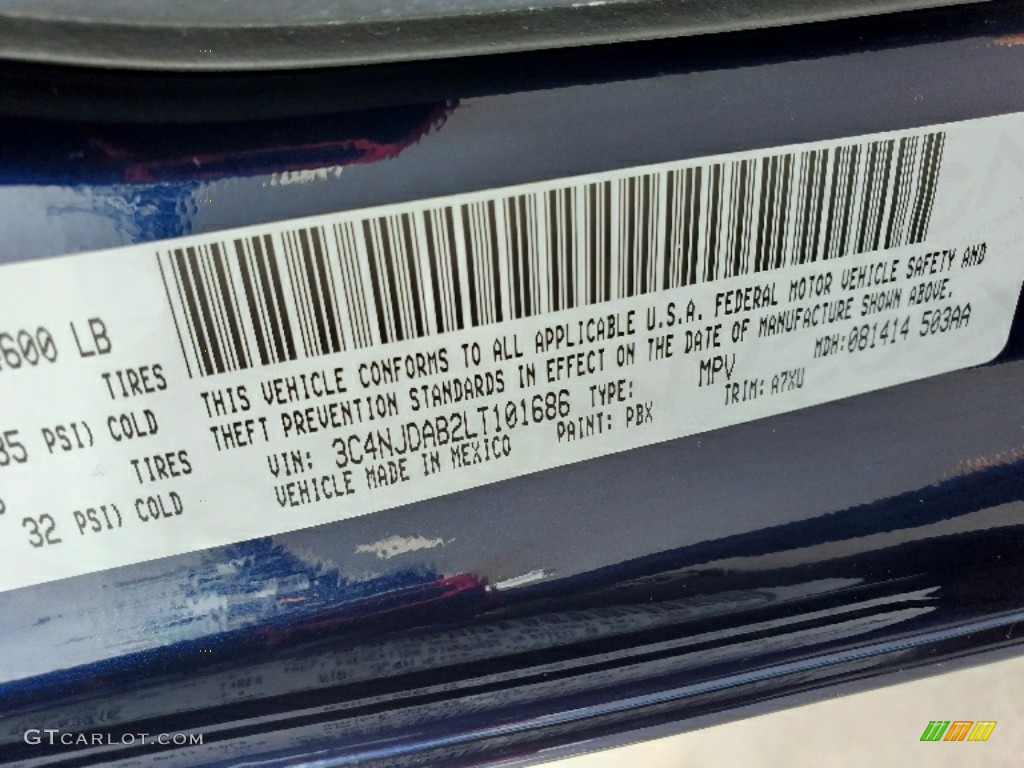 600 LB
TIRES
THIS VEHICLE CONFORMS TO ALL APPLICABLE U.S.A. FEDERAL MOTOR VEHICLE SAFETY AND
PSI) COLD
THEFT PREVENTION STANDARDS IN EFFECT ON THE DATE OF MANUFACTURE SHOWN ABOVE.
TIRES
VIN: 3C4NJDAB2LT101686 TYPE: MPV MDH:081414 503AA
32 PSI) COLD
VEHICLE MADE IN MEXICO PAINT: PBX TRIM: A7XU
GTCARLOT.COM